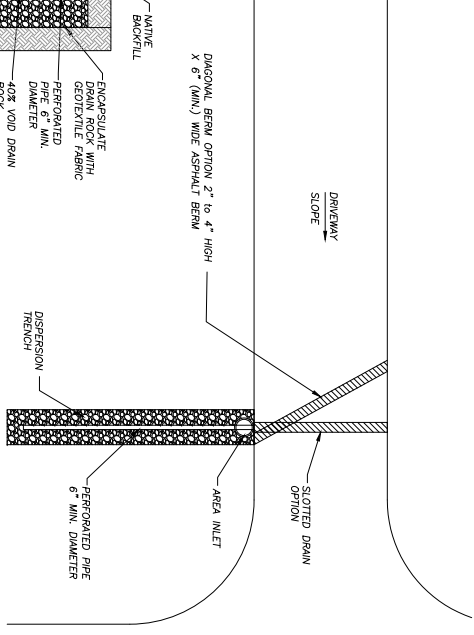 NATIVE
BACKFILL
ENCAPSULATE
DRAIN ROCK WITH
GEOTEXTILE FABRIC
PERFORATED
PIPE 6" MIN.
DIAMETER
40% VOID DRAIN
ROCK
DIAGONAL BERM OPTION 2" to 4" HIGH
X 6" (MIN.) WIDE ASPHALT BERM
DRIVEWAY
SLOPE
DISPERSION
TRENCH
PERFORATED PIPE
6" MIN. DIAMETER
AREA INLET
SLOTTED DRAIN
OPTION